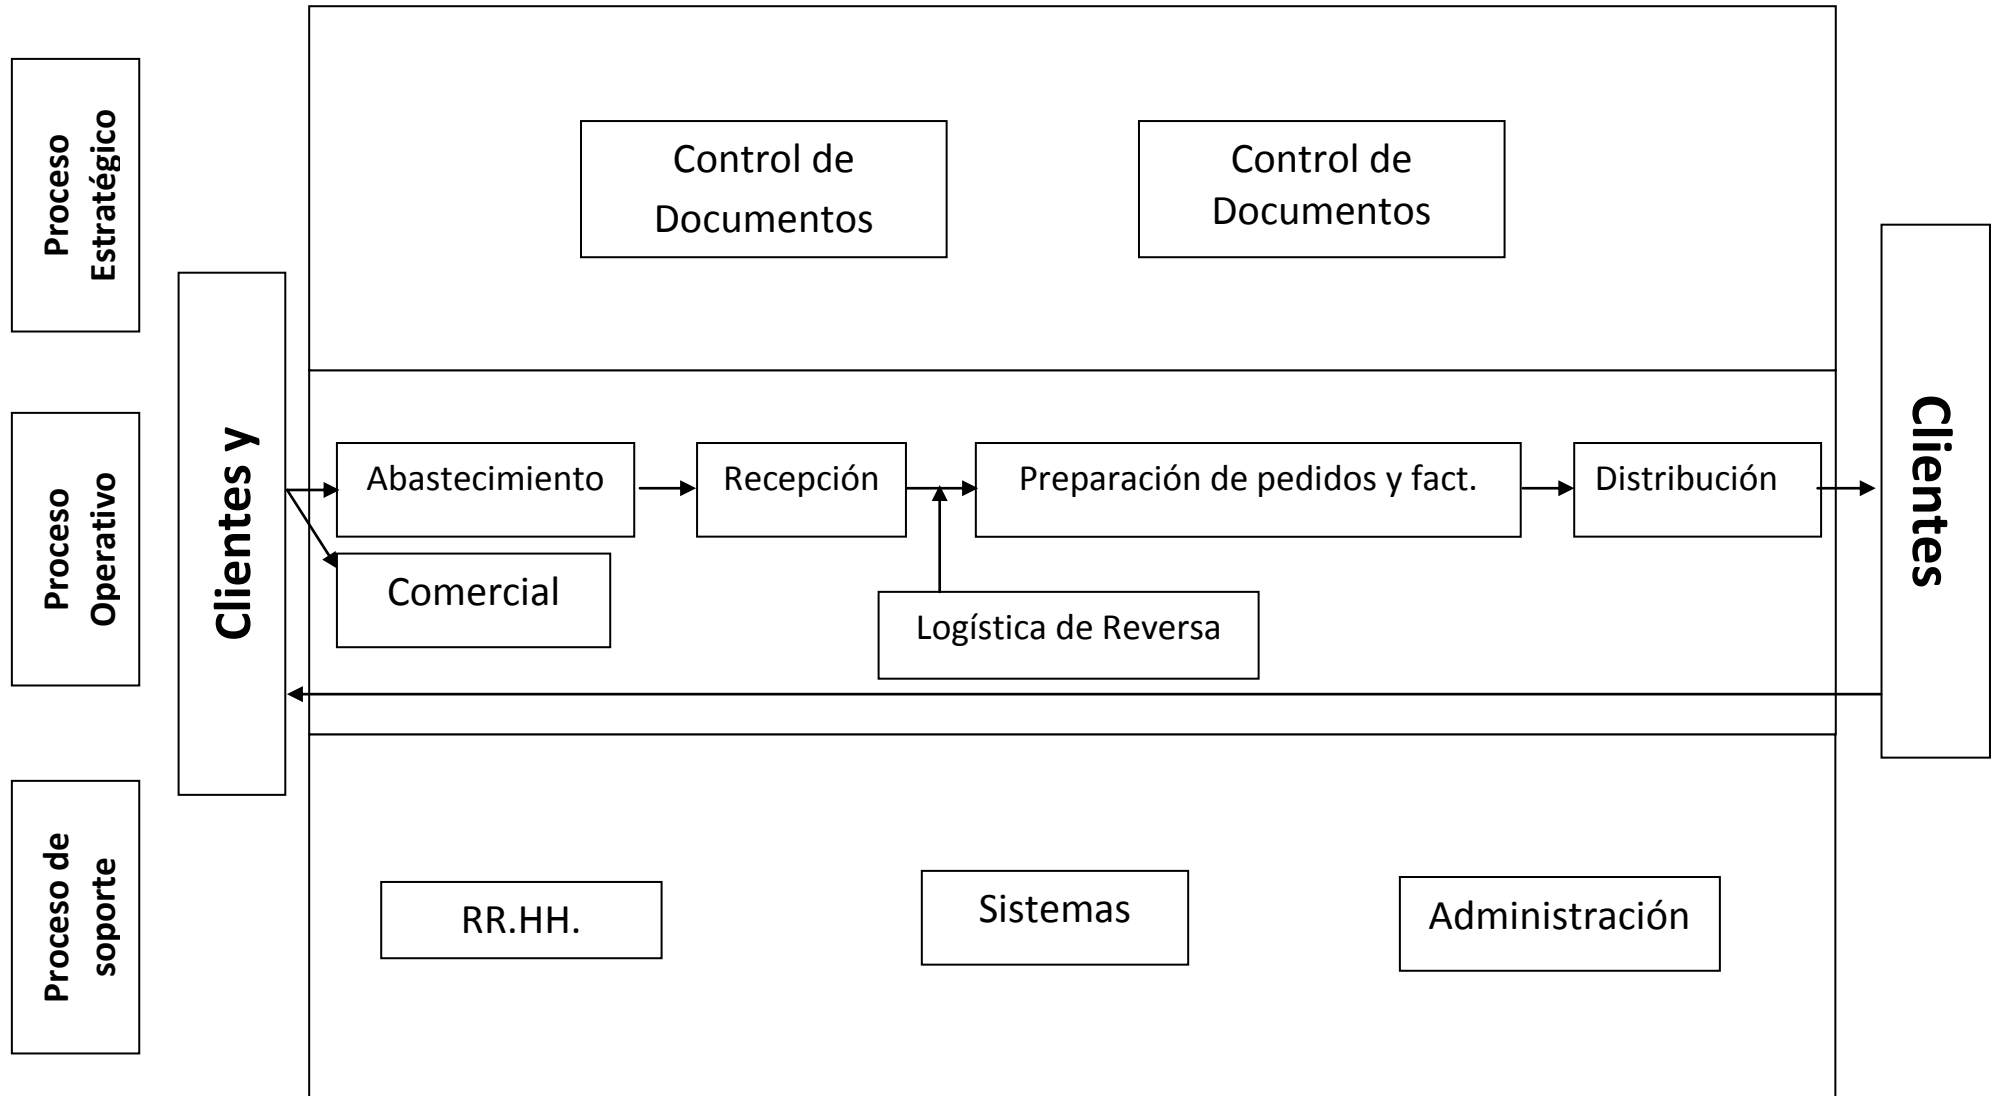 Proceso
Estratégico
Control de
Documentos
Control de
Documentos
Proceso
Operativo
Clientes y
Abastecimiento
Recepción
Preparación de pedidos y fact.
Distribución
Comercial
Logística de Reversa
Clientes
Proceso de
soporte
RR.HH.
Sistemas
Administración